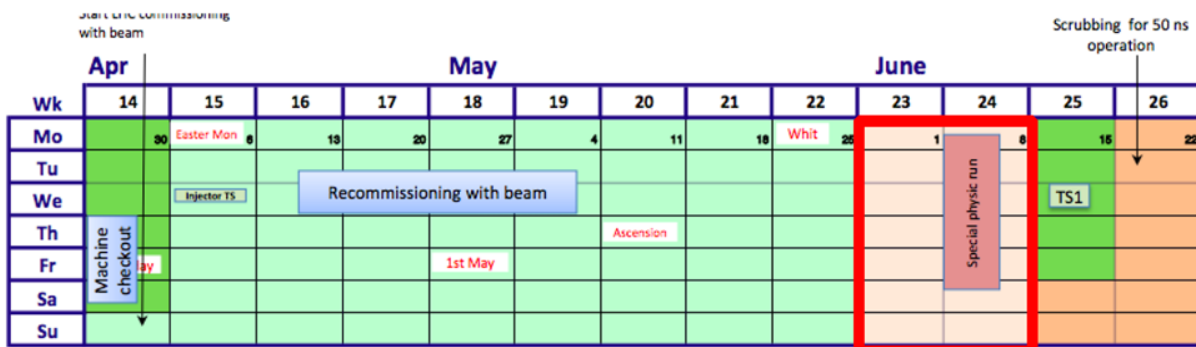 Start LHC commissioning
with beam
Scrubbing for 50 ns
operation
Apr May June
Wk 14 15 16 17 18 19 20 21 22 23 24 25 26
Mo 30 Easter Mon 6 13 20 27 4 11 18 Whit 25 1 8 15 22
Tu
We Injector TS Recommissioning with beam TS1
Th Ascension
Fr 1st May
Sa
Su
Machine
checkout
Special physic run